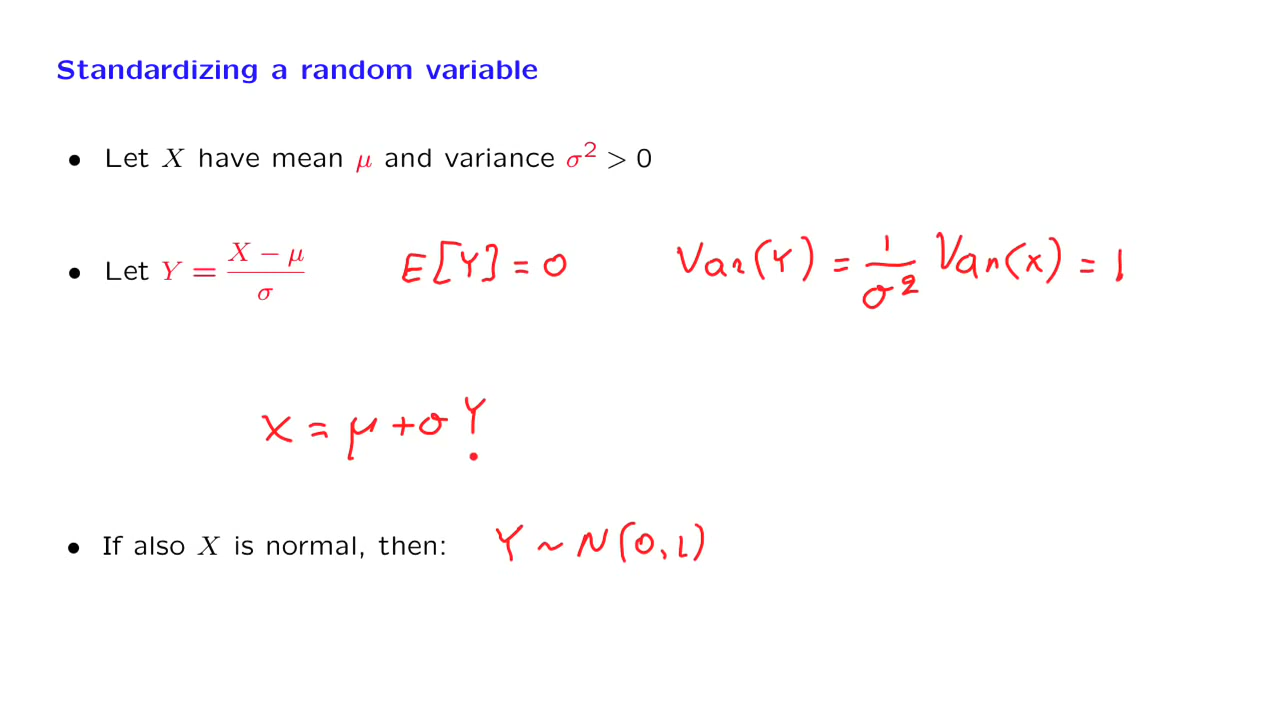 Standardizing a random variable
• Let X have mean μ and variance σ² > 0
• Let Y = (X − μ)/σ E[Y] = 0 Var(Y) = 1/σ² Var(X) = 1
X = μ + σY
• If also X is normal, then: Y ~ N(0,1)